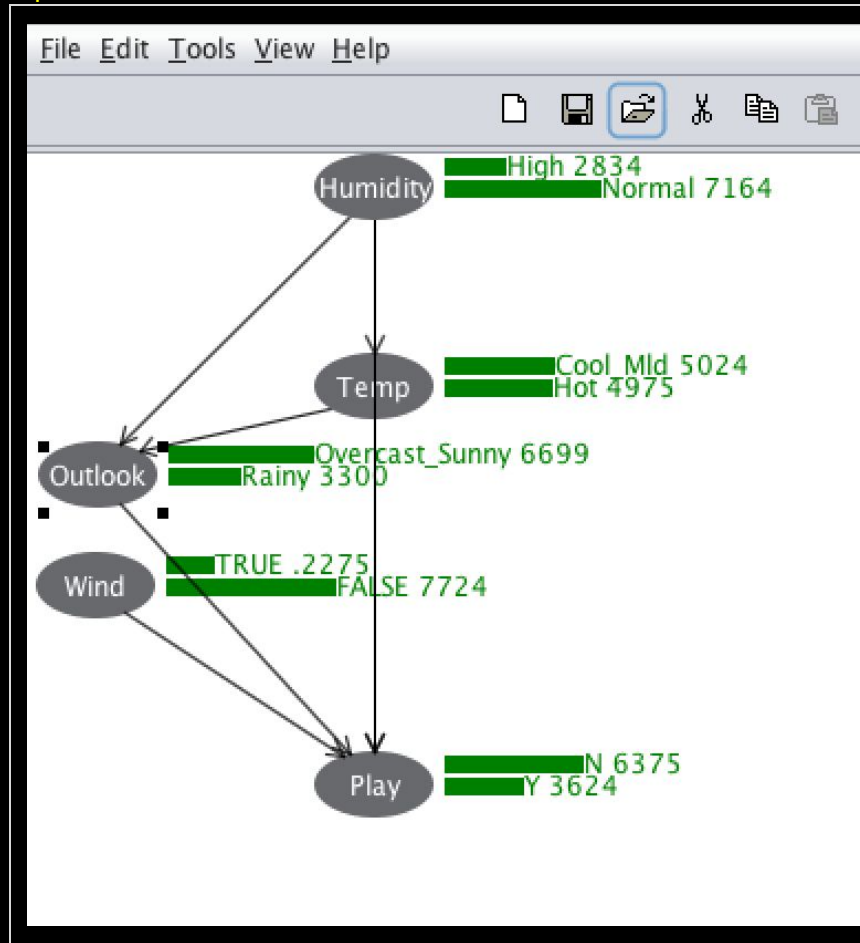 File Edit Tools View Help
Humidity
High 2834
Normal 7164
Temp
Cool_Mld 5024
Hot 4975
Outlook
Overcast_Sunny 6699
Rainy 3300
Wind
TRUE .2275
FALSE 7724
Play
N 6375
Y 3624